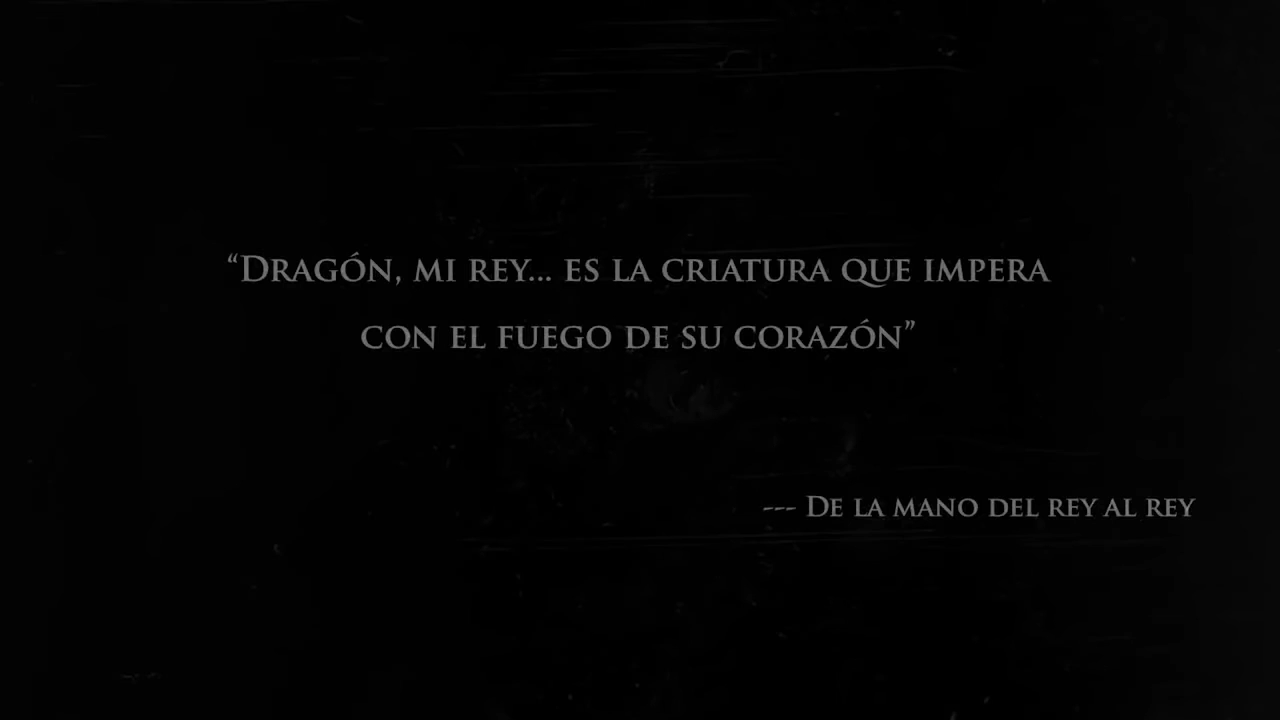 “Dragón, mi rey... es la criatura que impera
con el fuego de su corazón”
--- De la mano del rey al rey